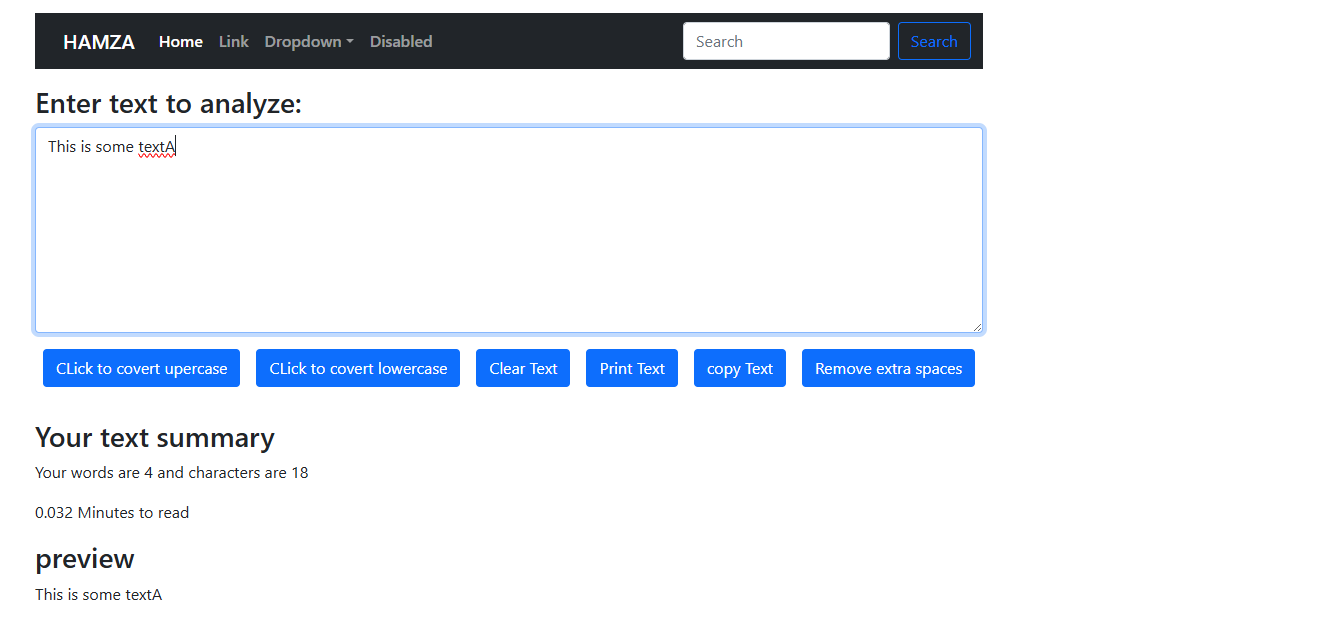 HAMZA Home Link Dropdown Disabled Search Search
Enter text to analyze:
This is some textA
CLick to covert upercase CLick to covert lowercase Clear Text Print Text copy Text Remove extra spaces
Your text summary
Your words are 4 and characters are 18
0.032 Minutes to read
preview
This is some textA